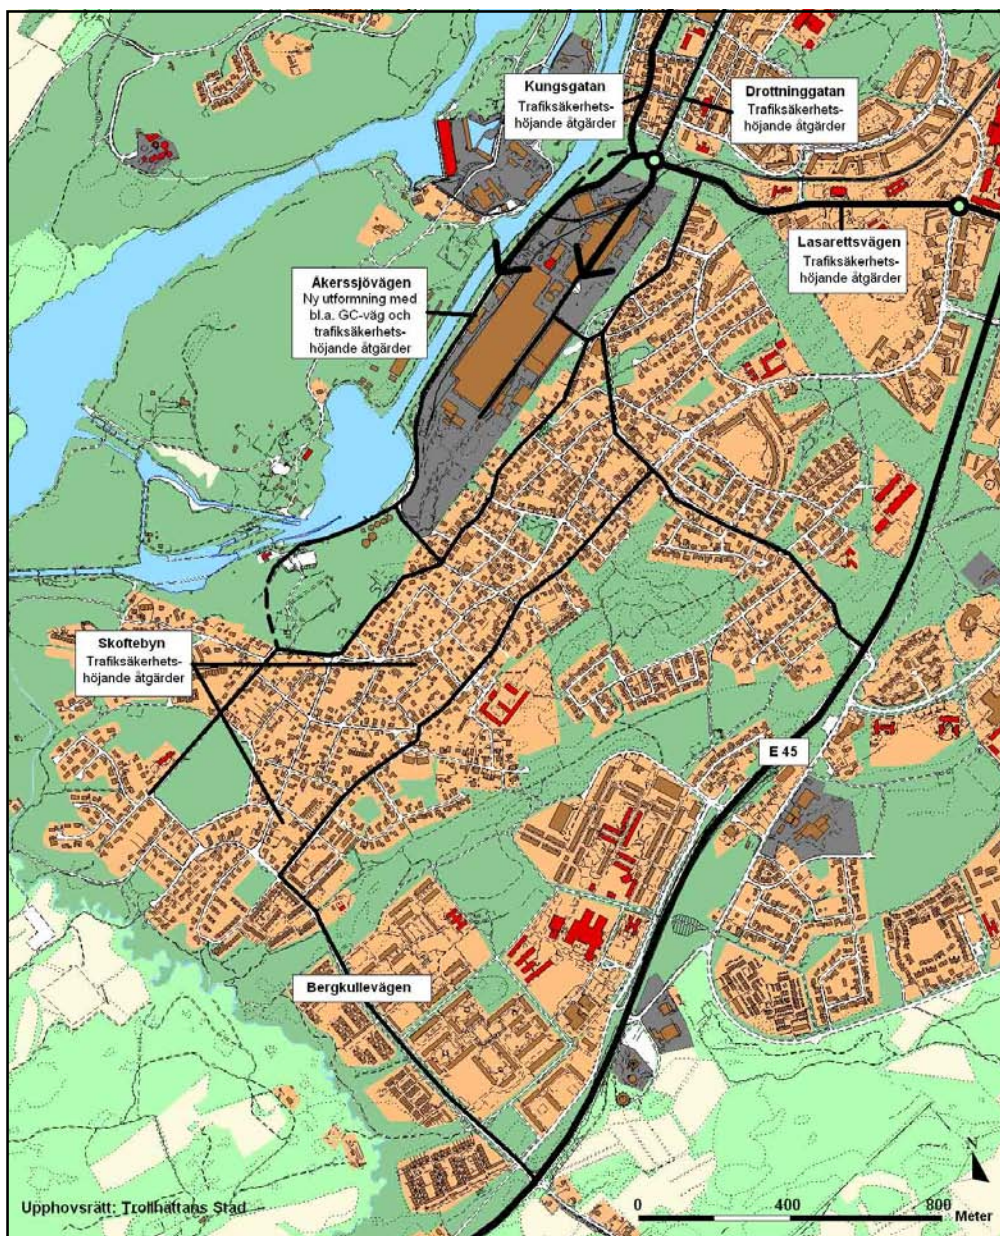 Kungsgatan
Trafiksäkerhets-
höjande åtgärder
Drottninggatan
Trafiksäkerhets-
höjande åtgärder
Lasarettsvägen
Trafiksäkerhets-
höjande åtgärder
Åkerssjövägen
Ny utformning med
bl.a. GC-väg och
trafiksäkerhets-
höjande åtgärder
Skoftebyn
Trafiksäkerhets-
höjande åtgärder
E 45
Bergkullevägen
N
Upphovsrätt: Trollhättans Stad
0 400 800
Meter